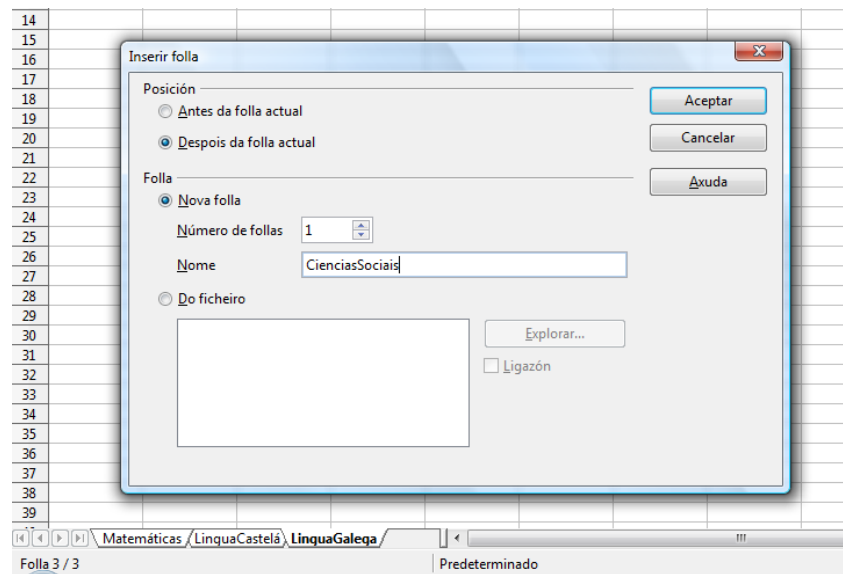 14
15
16
17
18
19
20
21
22
23
24
25
26
27
28
29
30
31
32
33
34
35
36
37
38
39
Inserir folla
Posición
Antes da folla actual
Despois da folla actual
Aceptar
Cancelar
Axuda
Folla
Nova folla
Número de follas 1
Nome CienciasSociais
Do ficheiro
Explorar...
Ligazón
Matemáticas LinguaCastelá LinguaGalega
Folla 3 / 3 Predeterminado